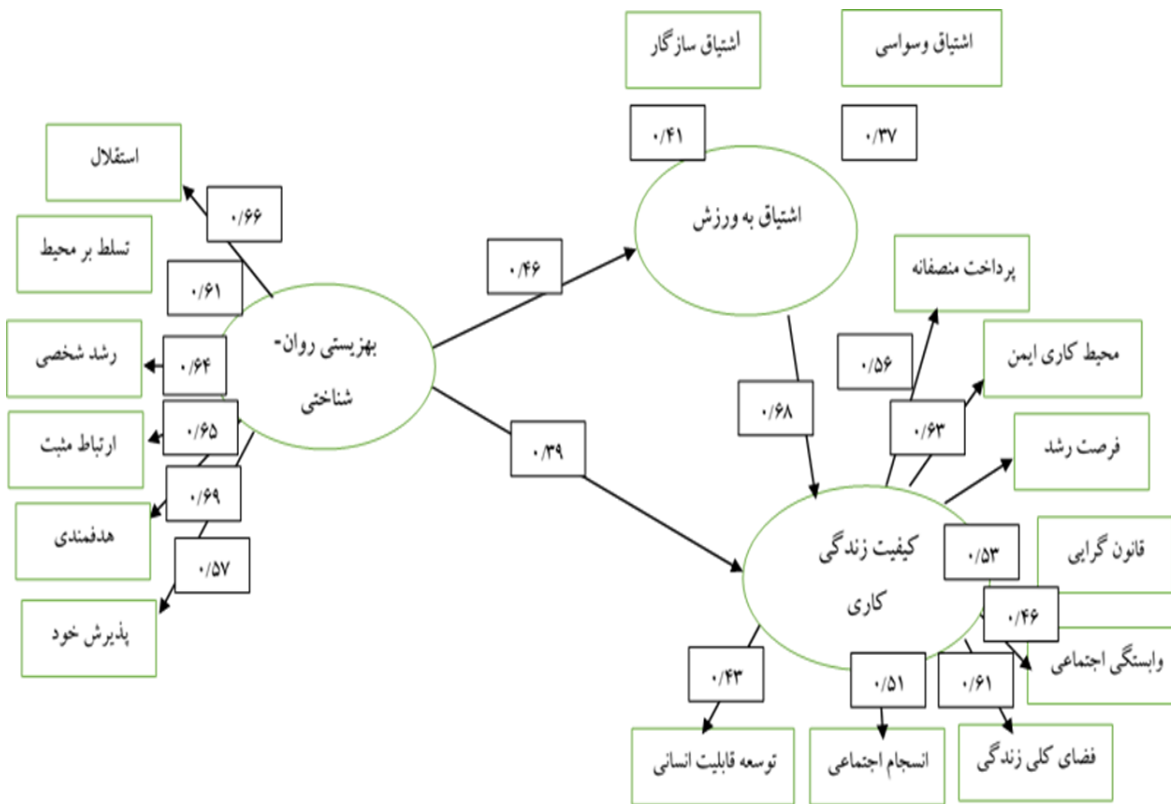 اشتیاق سازگار
اشتیاق وسواسی
۰/۴۱
۰/۳۷
استقلال
۰/۶۶
تسلط بر محیط
۰/۶۱
رشد شخصی
۰/۶۴
ارتباط مثبت
۰/۶۵
هدفمندی
۰/۶۹
پذیرش خود
۰/۵۷
بهزیستی روان-
شناختی
۰/۴۶
۰/۳۹
اشتیاق به ورزش
۰/۶۸
پرداخت منصفانه
۰/۵۶
محیط کاری ایمن
۰/۶۳
فرصت رشد
کیفیت زندگی
کاری
۰/۵۳
قانون گرایی
۰/۴۶
وابستگی اجتماعی
۰/۴۳
۰/۵۱
۰/۶۱
توسعه قابلیت انسانی
انسجام اجتماعی
فضای کلی زندگی